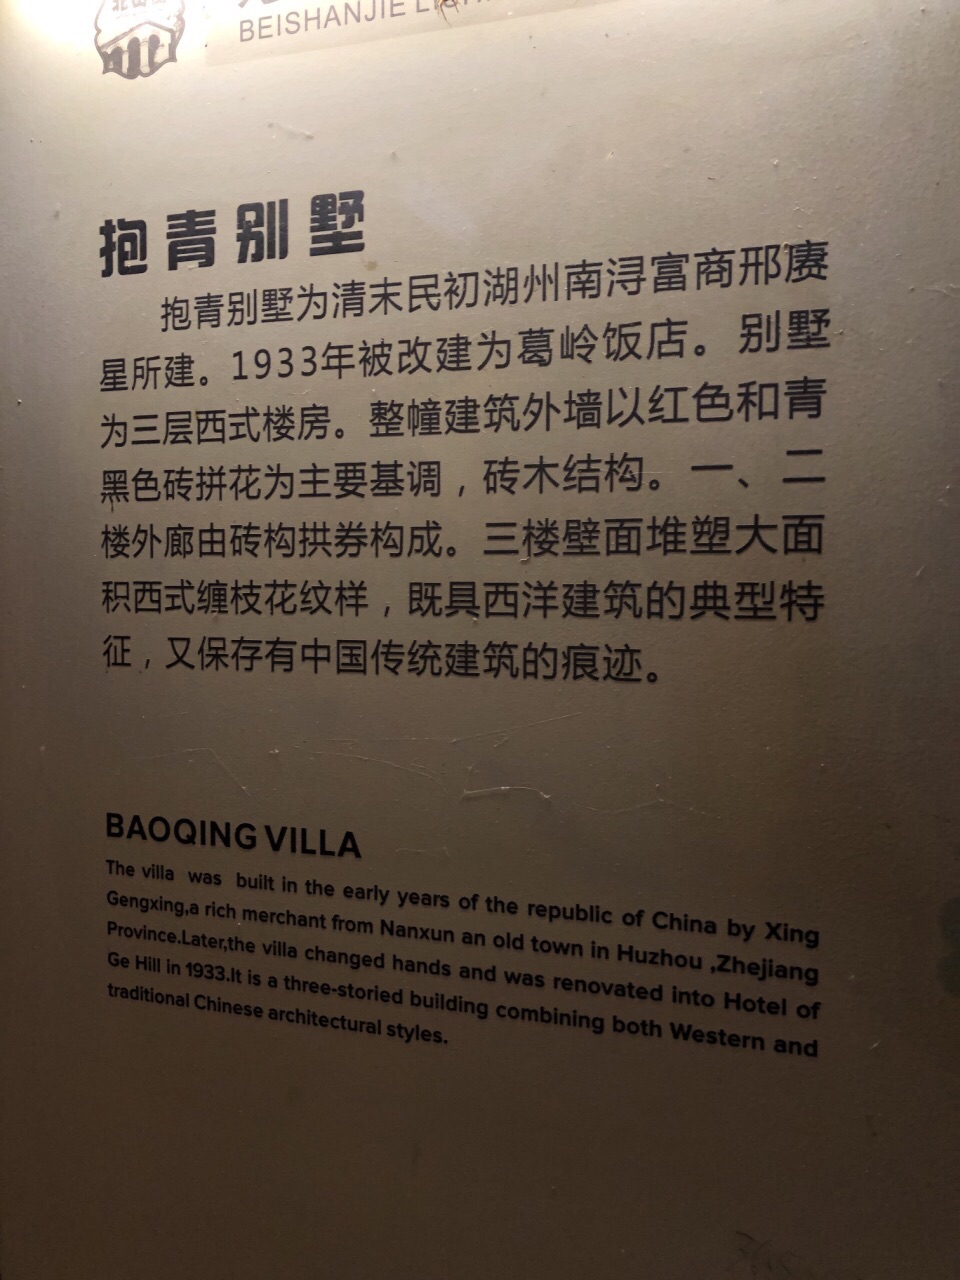 北山街
BEISHANJIE
抱青别墅
抱青别墅为清末民初湖州南浔富商邢赓
星所建。1933年被改建为葛岭饭店。别墅
为三层西式楼房。整幢建筑外墙以红色和青
黑色砖拼花为主要基调，砖木结构。一、二
楼外廊由砖构拱券构成。三楼壁面堆塑大面
积西式缠枝花纹样，既具西洋建筑的典型特
征，又保存有中国传统建筑的痕迹。
BAOQING VILLA
The villa was built in the early years of the republic of China by Xing
Gengxing,a rich merchant from Nanxun an old town in Huzhou ,Zhejiang
Province.Later,the villa changed hands and was renovated into Hotel of
Ge Hill in 1933.It is a three-storied building combining both Western and
traditional Chinese architectural styles.